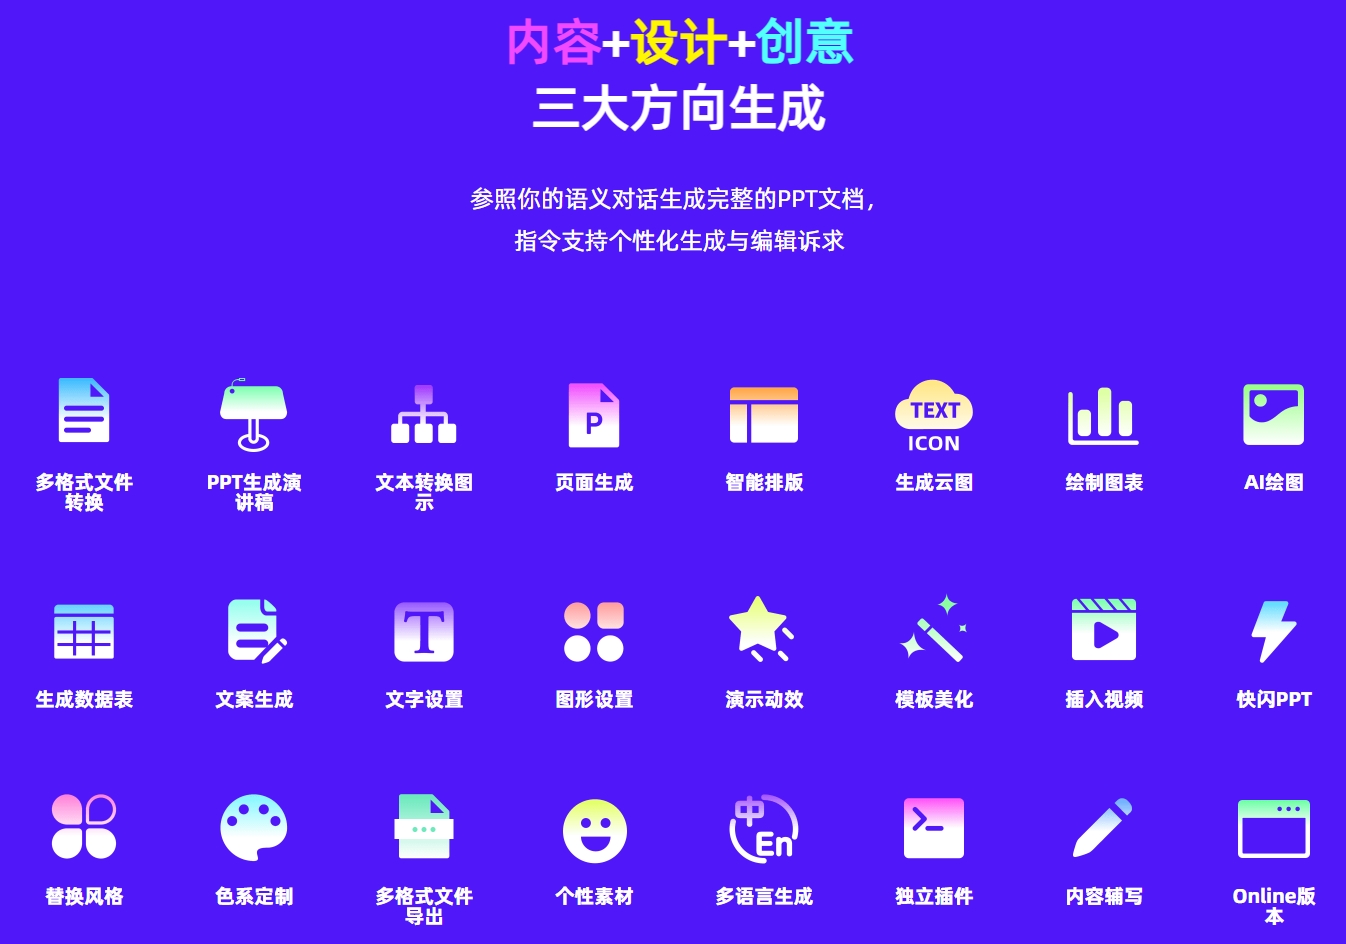 内容+设计+创意
三大方向生成
参照你的语义对话生成完整的PPT文档，
指令支持个性化生成与编辑诉求
P
TEXT
ICON
多格式文件
转换
PPT生成演
讲稿
文本转换图
示
页面生成
智能排版
生成云图
绘制图表
AI绘图
T
生成数据表
文案生成
文字设置
图形设置
演示动效
模板美化
插入视频
快闪PPT
中
En
替换风格
色系定制
多格式文件
导出
个性素材
多语言生成
独立插件
内容辅写
Online版
本